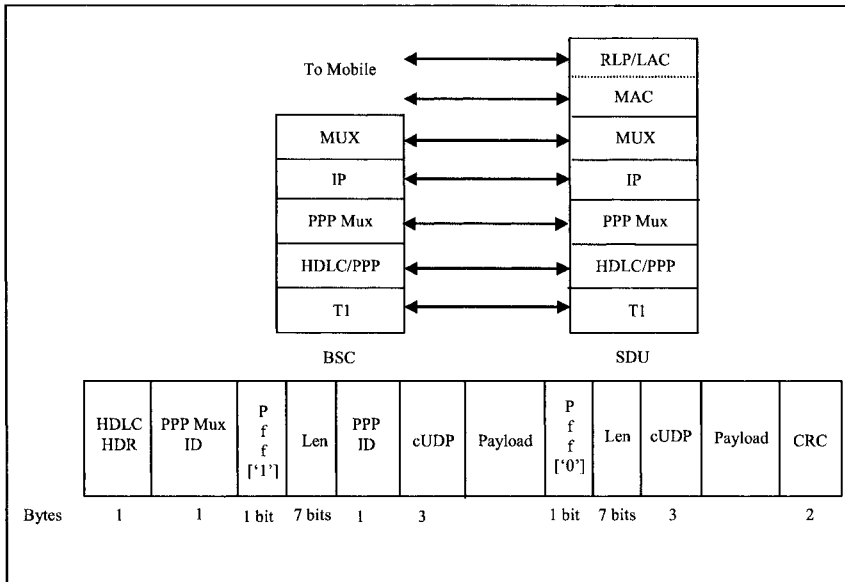 To Mobile
RLP/LAC
MAC
MUX
MUX
IP
IP
PPP Mux
PPP Mux
HDLC/PPP
HDLC/PPP
T1
T1
BSC
SDU
HDLC
HDR
PPP Mux
ID
P
f
f
['1']
Len
PPP
ID
cUDP
Payload
P
f
f
['0']
Len
cUDP
Payload
CRC
Bytes 1 1 1 bit 7 bits 1 3 1 bit 7 bits 3 2